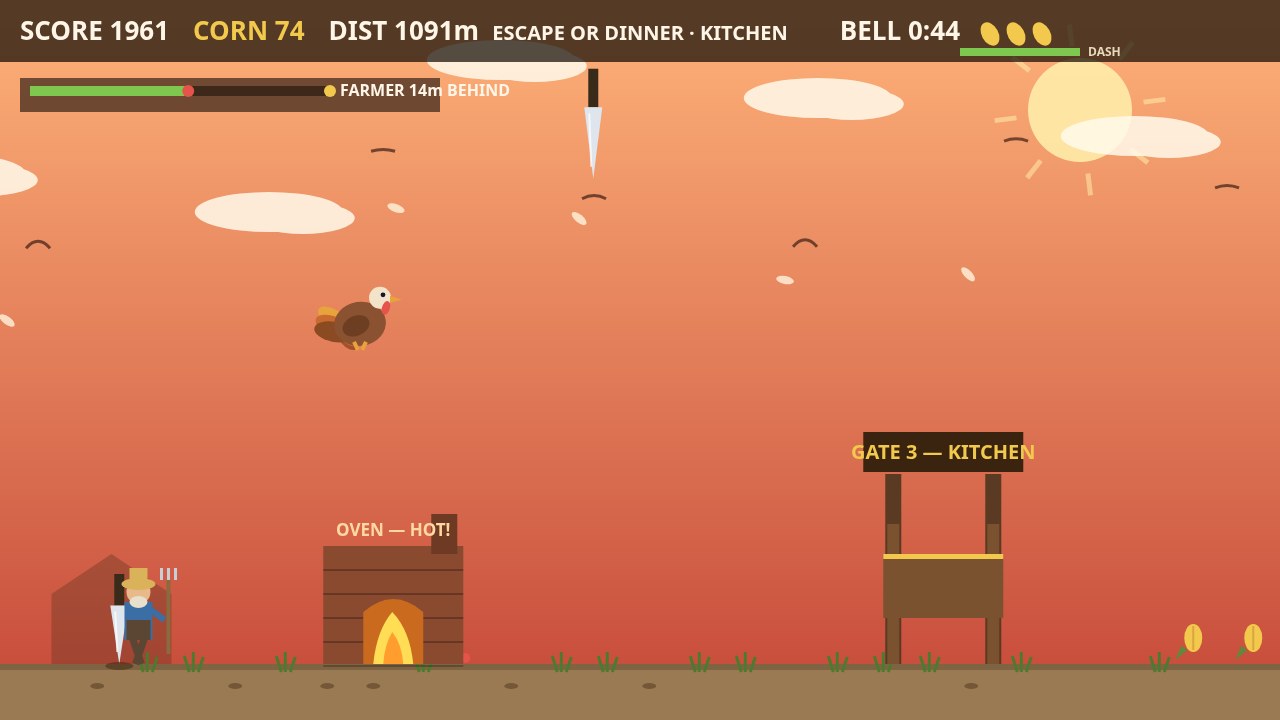 SCORE 1961 CORN 74 DIST 1091m ESCAPE OR DINNER · KITCHEN BELL 0:44
DASH
FARMER 14m BEHIND
GATE 3 — KITCHEN
OVEN — HOT!